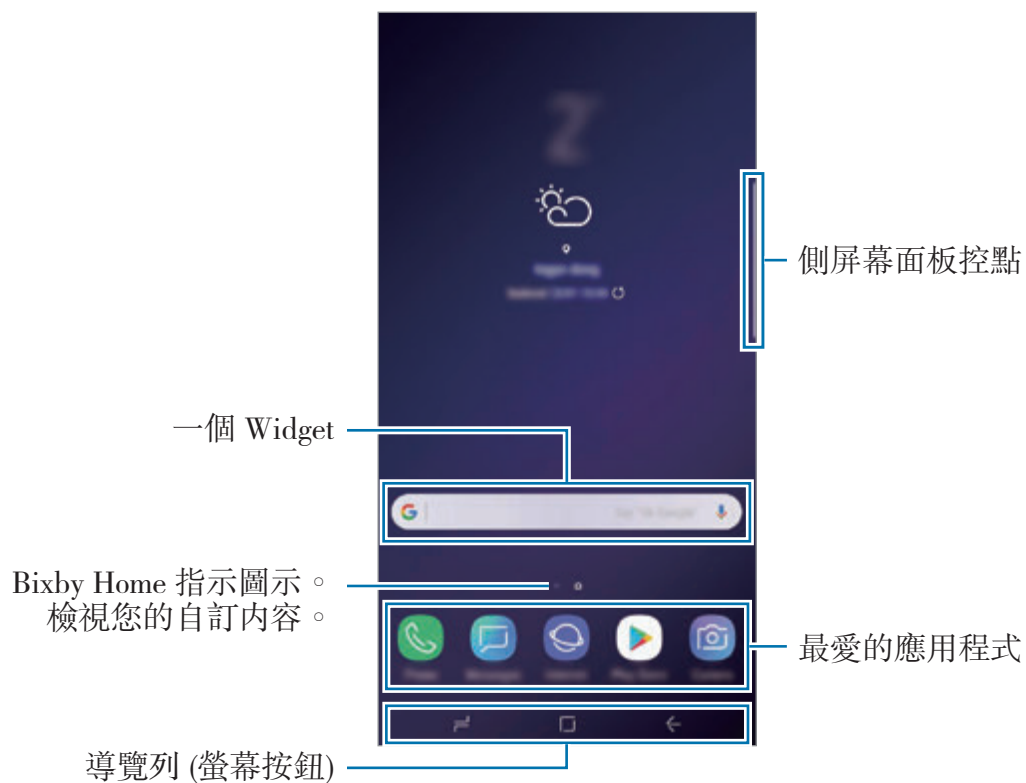 側屏幕面板控點
一個 Widget
Bixby Home 指示圖示。
檢視您的自訂內容。
最愛的應用程式
導覽列 (螢幕按鈕)